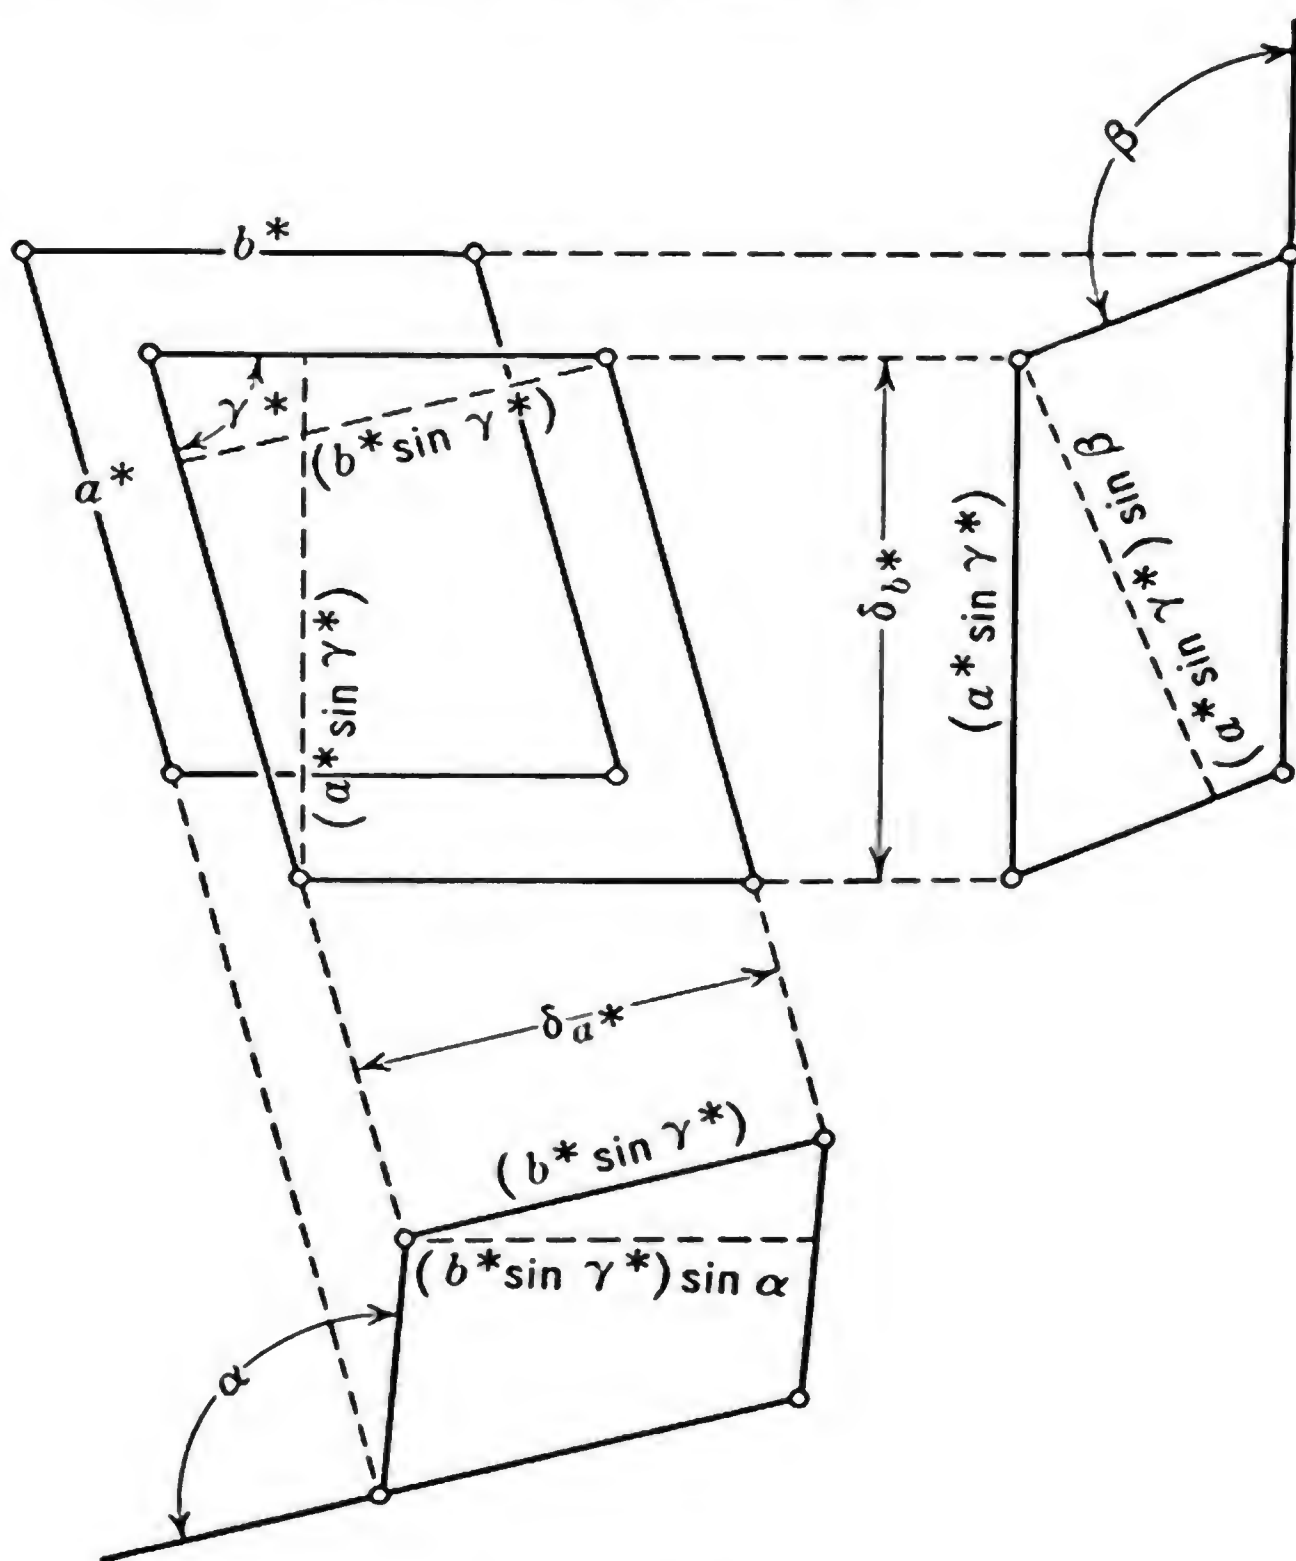 β
b*
γ*
(b* sin γ*)
a*
(a* sin γ*)
δb*
(a* sin γ*)
(a* sin γ*) sin β
δa*
(b* sin γ*)
(b* sin γ*) sin α
α